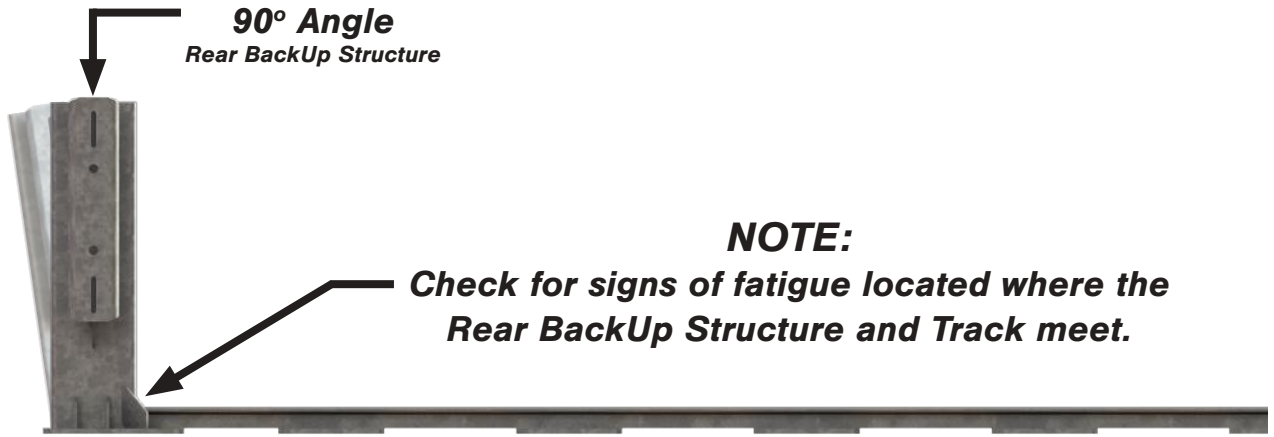 90º Angle
Rear BackUp Structure
NOTE:
Check for signs of fatigue located where the
Rear BackUp Structure and Track meet.